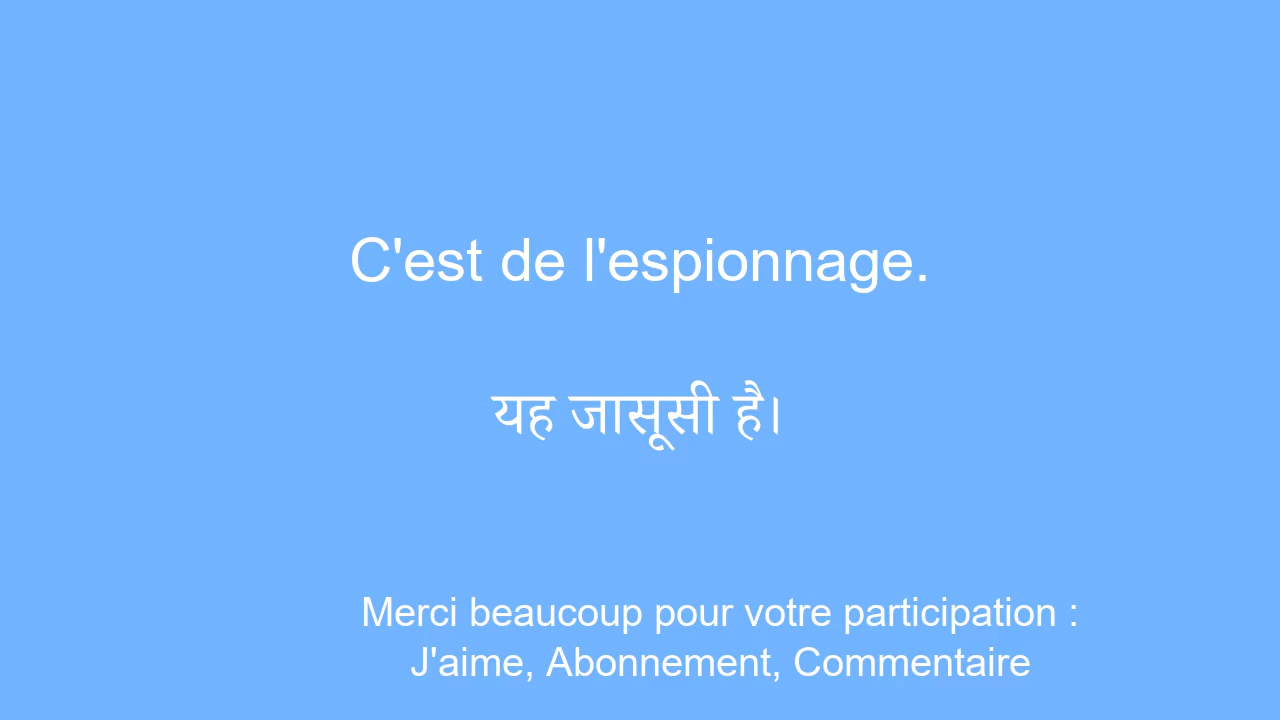 C'est de l'espionnage.
यह जासूसी है।
Merci beaucoup pour votre participation :
J'aime, Abonnement, Commentaire